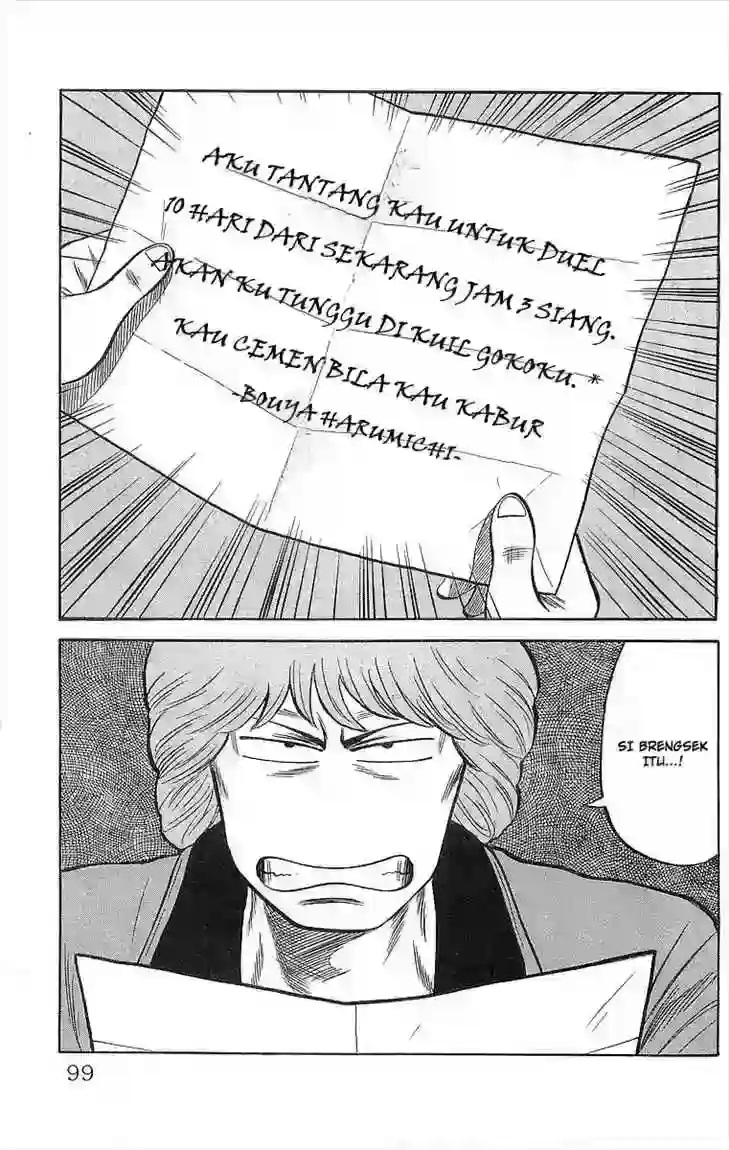 AKU TANTANG KAU UNTUK DUEL
10 HARI DARI SEKARANG JAM 3 SIANG.
AKAN KU TUNGGU DI KUIL GOKOKU. *
KAU CEMEN BILA KAU KABUR
-BOUYA HARUMICHI-
SI BRENGSEK
ITU...!
99